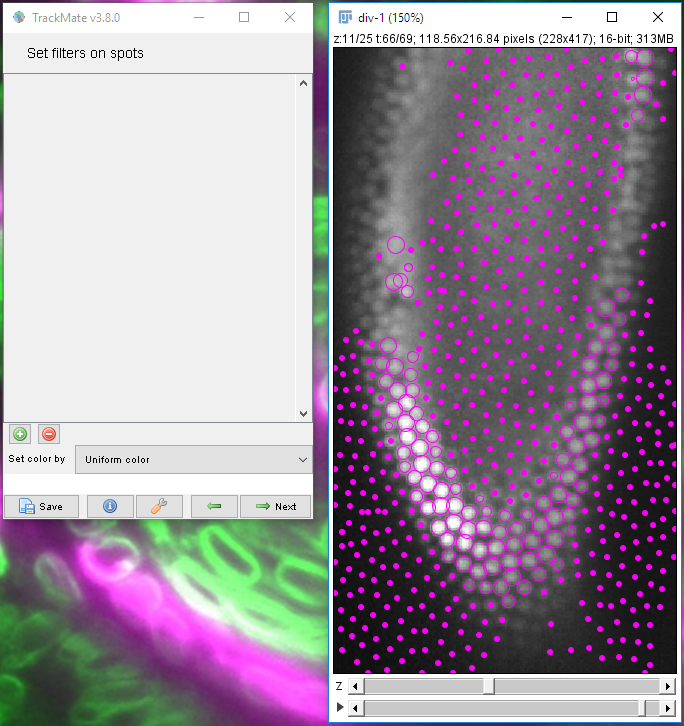 TrackMate v3.8.0
Set filters on spots
Set color by
Uniform color
Save
Next
div-1 (150%)
z:11/25 t:66/69; 118.56x216.84 pixels (228x417); 16-bit; 313MB
z